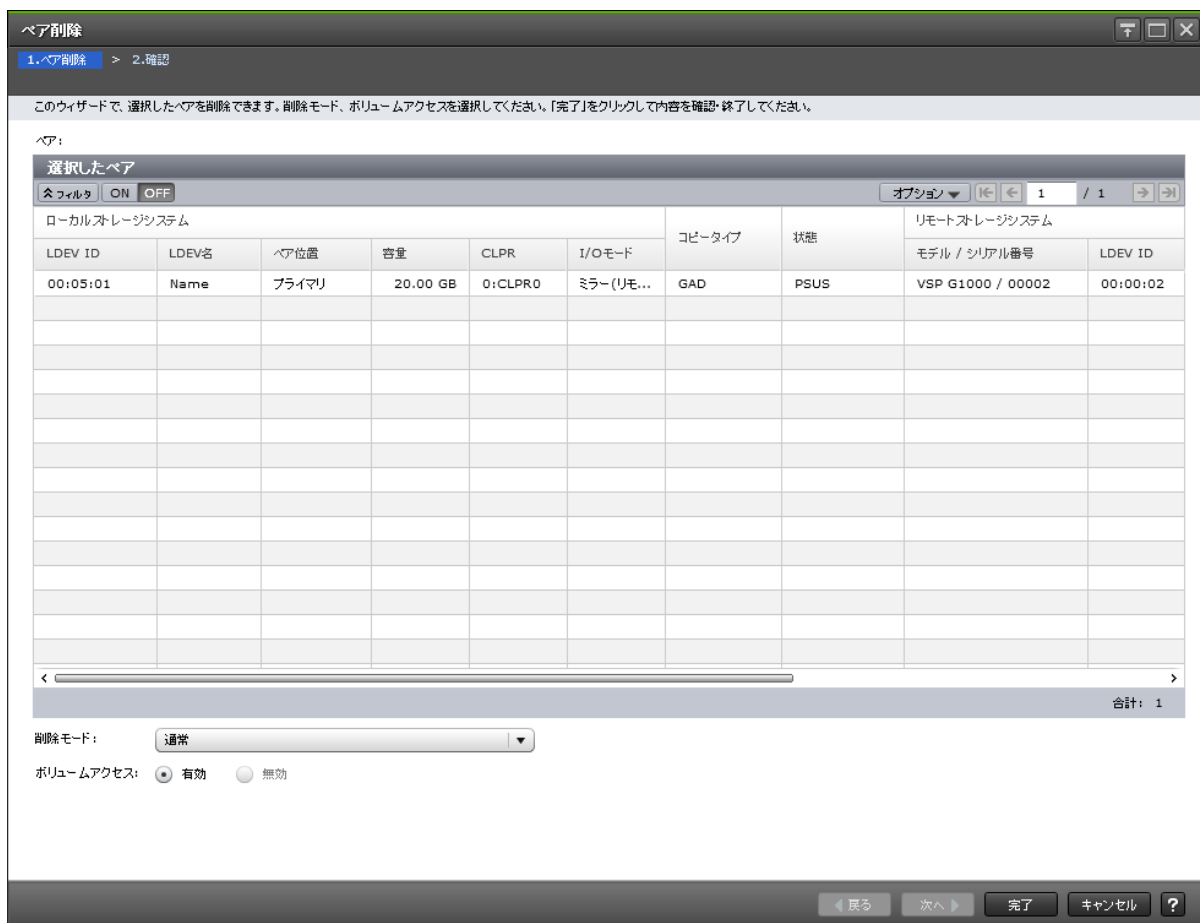 ペア削除
1.ペア削除 > 2.確認
このウィザードで、選択したペアを削除できます。削除モード、ボリュームアクセスを選択してください。「完了」をクリックして内容を確認・終了してください。
ペア:
選択したペア
フィルタ ON OFF オプション 1 / 1
ローカルストレージシステム コピータイプ 状態 リモートストレージシステム
LDEV ID LDEV名 ペア位置 容量 CLPR I/Oモード モデル / シリアル番号 LDEV ID
00:05:01 Name プライマリ 20.00 GB 0:CLPR0 ミラー(リモ... GAD PSUS VSP G1000 / 00002 00:00:02
合計: 1
削除モード: 通常
ボリュームアクセス: 有効 無効
戻る 次へ 完了 キャンセル ?